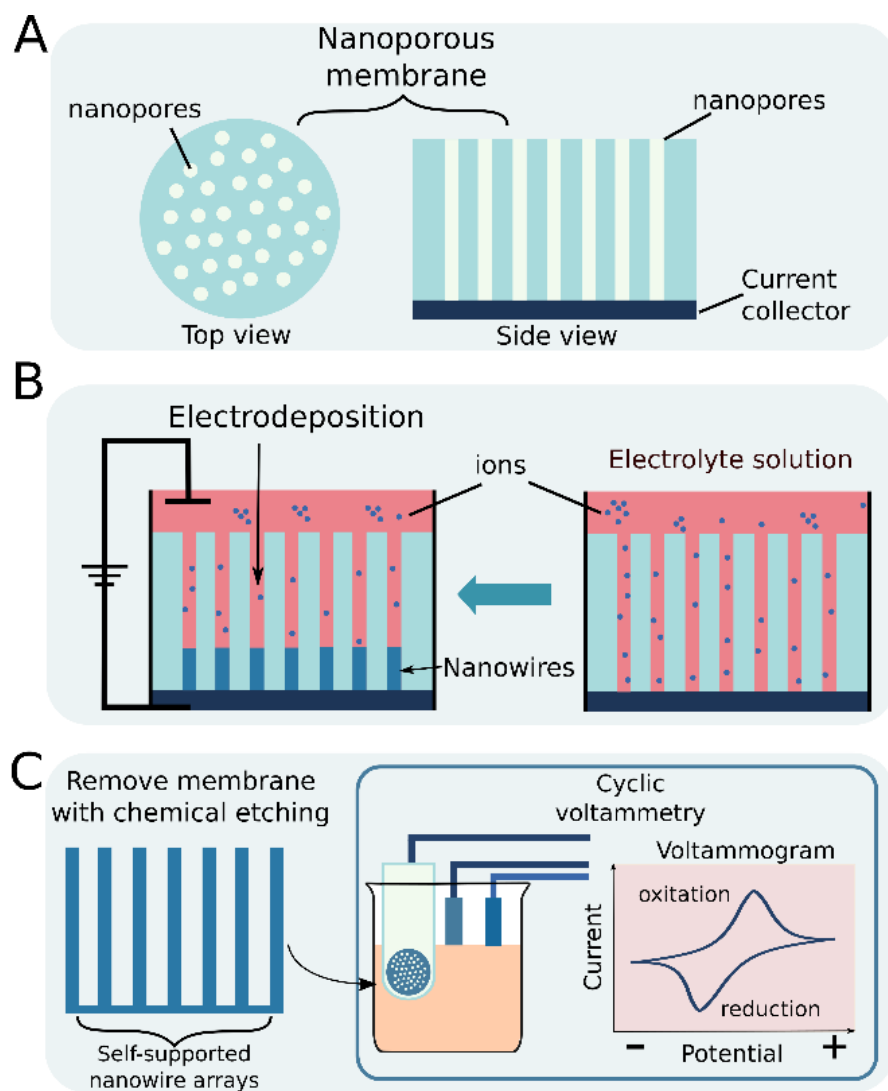 A
Nanoporous
membrane
nanopores
nanopores
Current
collector
Top view
Side view
B
Electrodeposition
ions
Electrolyte solution
Nanowires
C
Remove membrane
with chemical etching
Self-supported
nanowire arrays
Cyclic
voltammetry
Voltammogram
oxitation
Current
reduction
− Potential +